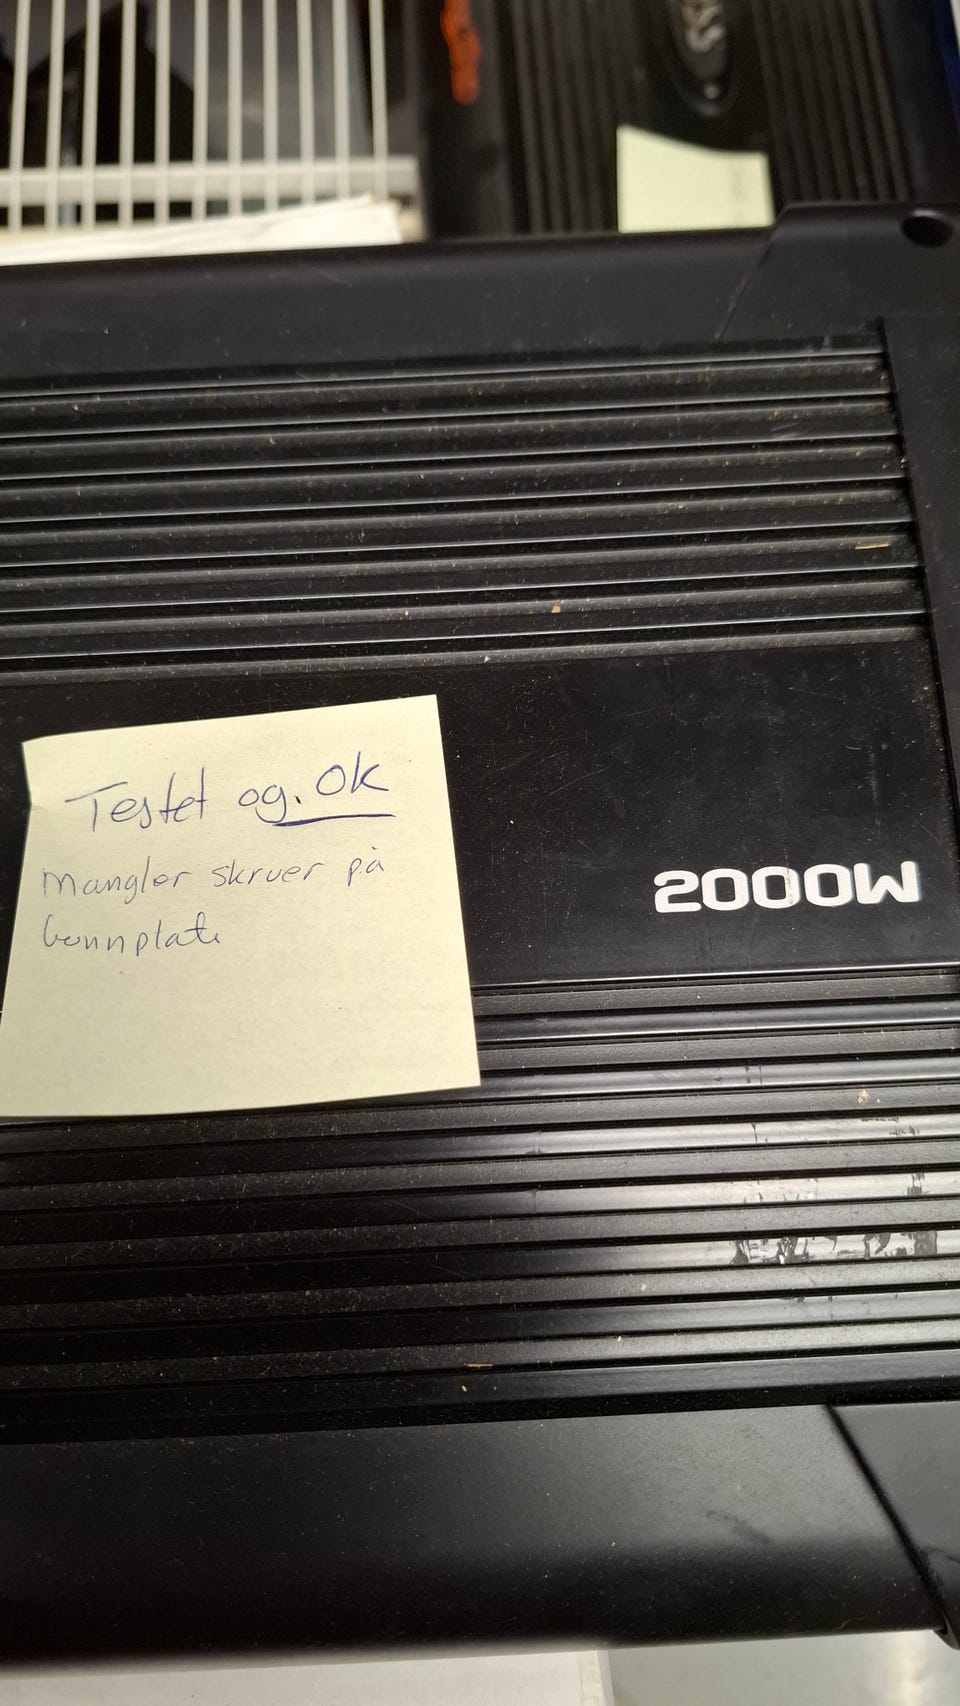 Testet og. OK
Mangler skruer på
bunnplate
2000W